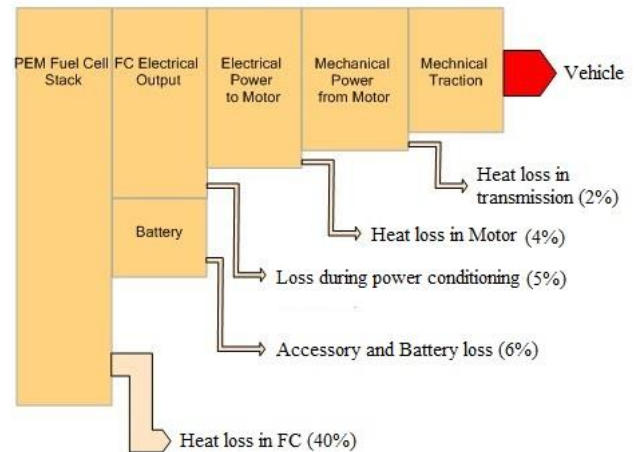 PEM Fuel Cell
Stack
FC Electrical
Output
Electrical
Power
to Motor
Mechanical
Power
from Motor
Mechnical
Traction
Vehicle
Heat loss in
transmission (2%)
Heat loss in Motor (4%)
Battery
Loss during power conditioning (5%)
Accessory and Battery loss (6%)
Heat loss in FC (40%)